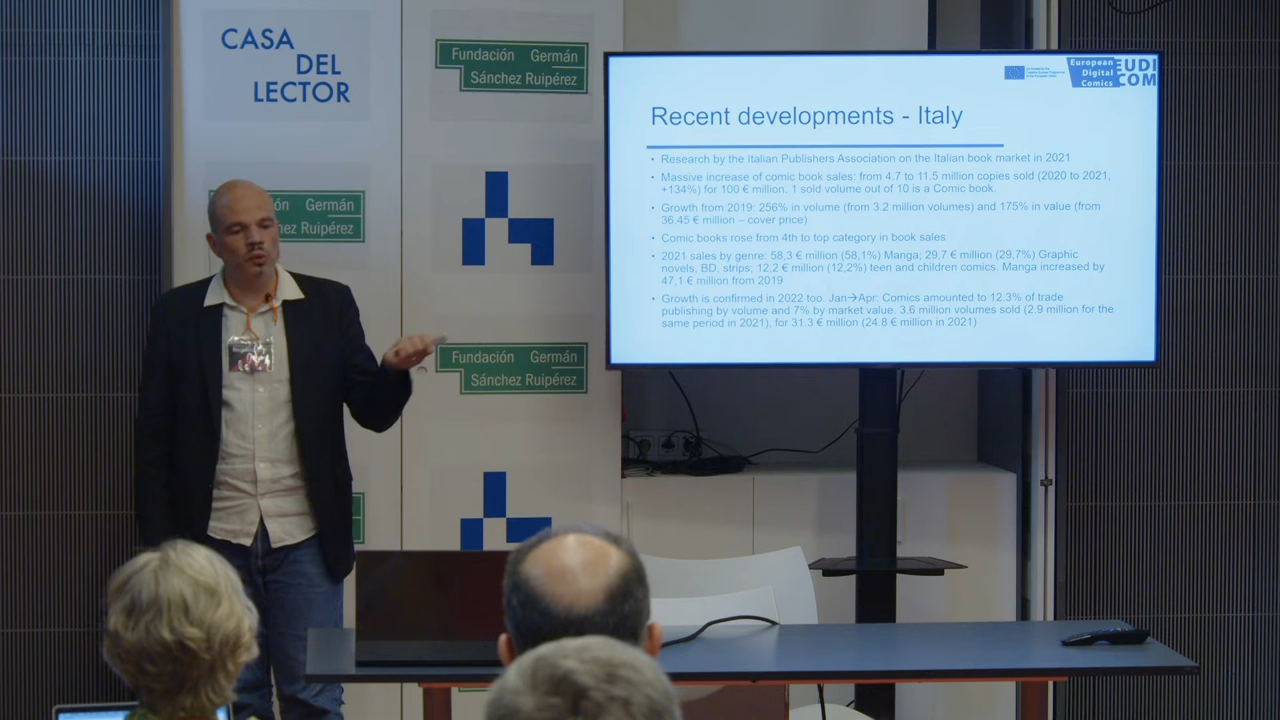 CASA
DEL
LECTOR
Fundación Germán
Sánchez Ruipérez
European
Digital
Comics
EUDI
COM
Recent developments - Italy
• Research by the Italian Publishers Association on the Italian book market in 2021
• Massive increase of comic book sales: from 4.7 to 11.5 million copies sold (2020 to 2021,
+134%) for 100 € million. 1 sold volume out of 10 is a Comic book.
• Growth from 2019: 256% in volume (from 3.2 million volumes) and 175% in value (from
36.45 € million – cover price)
• Comic books rose from 4th to top category in book sales
• 2021 sales by genre: 58,3 € million (58,1%) Manga; 29,7 € million (29,7%) Graphic
novels, BD, strips; 12,2 € million (12,2%) teen and children comics. Manga increased by
47,1 € million from 2019
• Growth is confirmed in 2022 too. Jan→Apr: Comics amounted to 12.3% of trade
publishing by volume and 7% by market value. 3.6 million volumes sold (2.9 million for the
same period in 2021), for 31.3 € million (24.8 € million in 2021)
ón Germán
hez Ruipérez
Fundación Germán
Sánchez Ruipérez